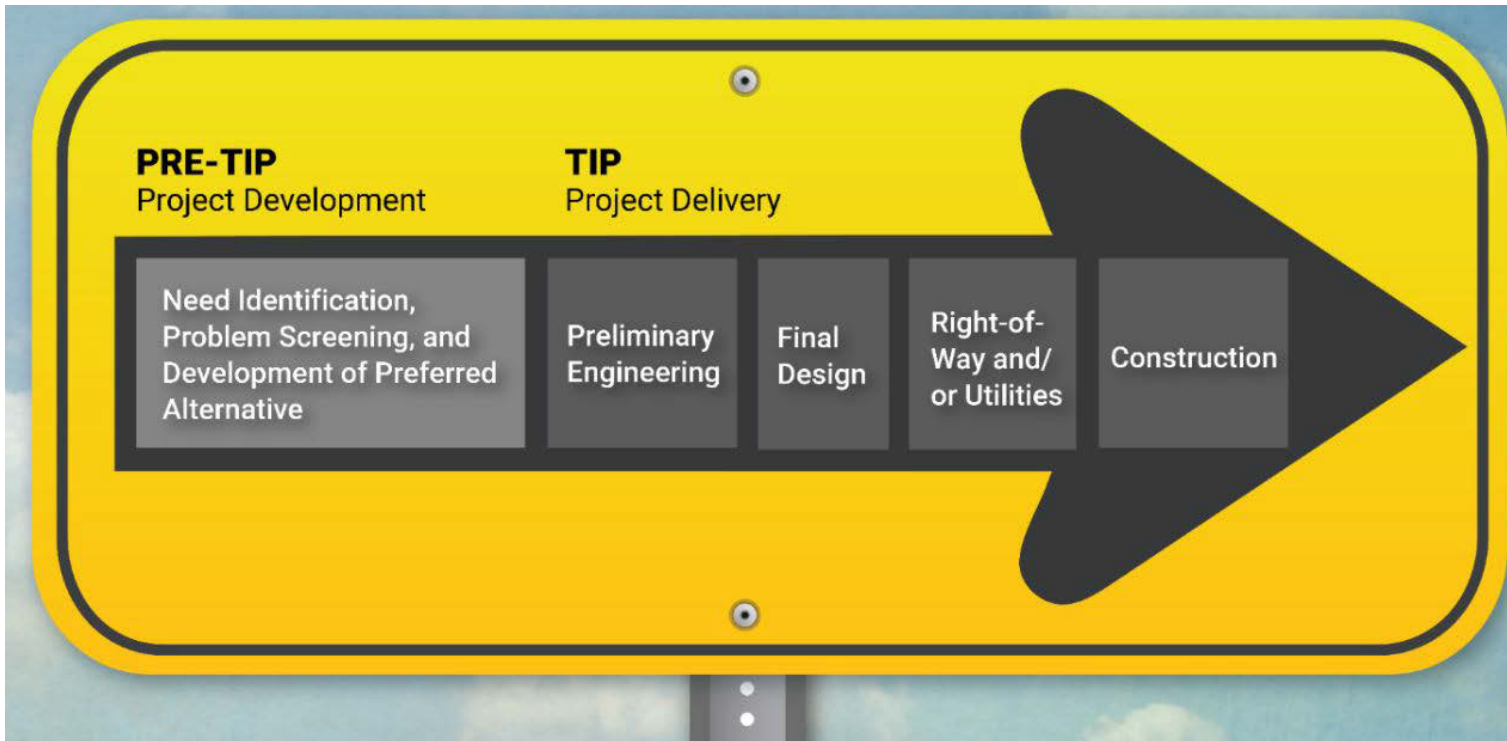 PRE-TIP
Project Development
TIP
Project Delivery
Need Identification,
Problem Screening, and
Development of Preferred
Alternative
Preliminary
Engineering
Final
Design
Right-of-
Way and/
or Utilities
Construction